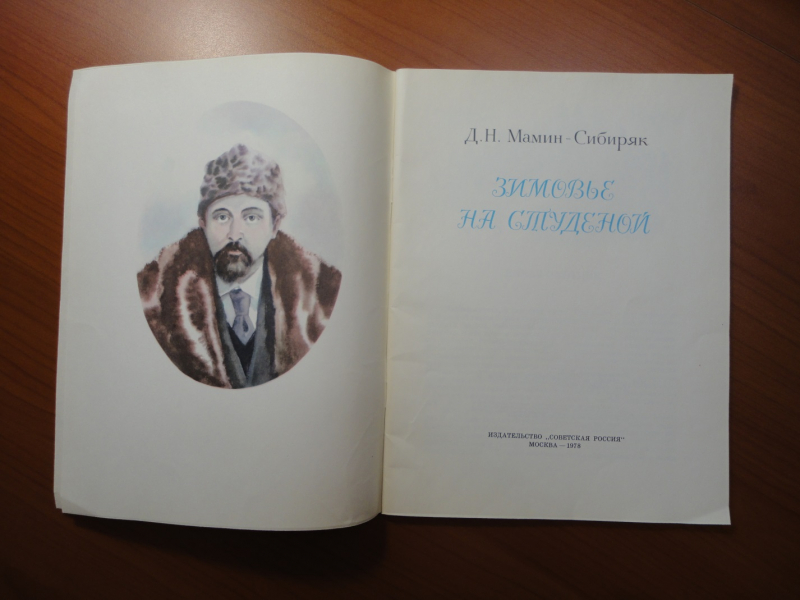 Д.Н. Мамин-Сибиряк
ЗИМОВЬЕ
НА СТУДЕНОЙ
ИЗДАТЕЛЬСТВО „СОВЕТСКАЯ РОССИЯ"
МОСКВА — 1978